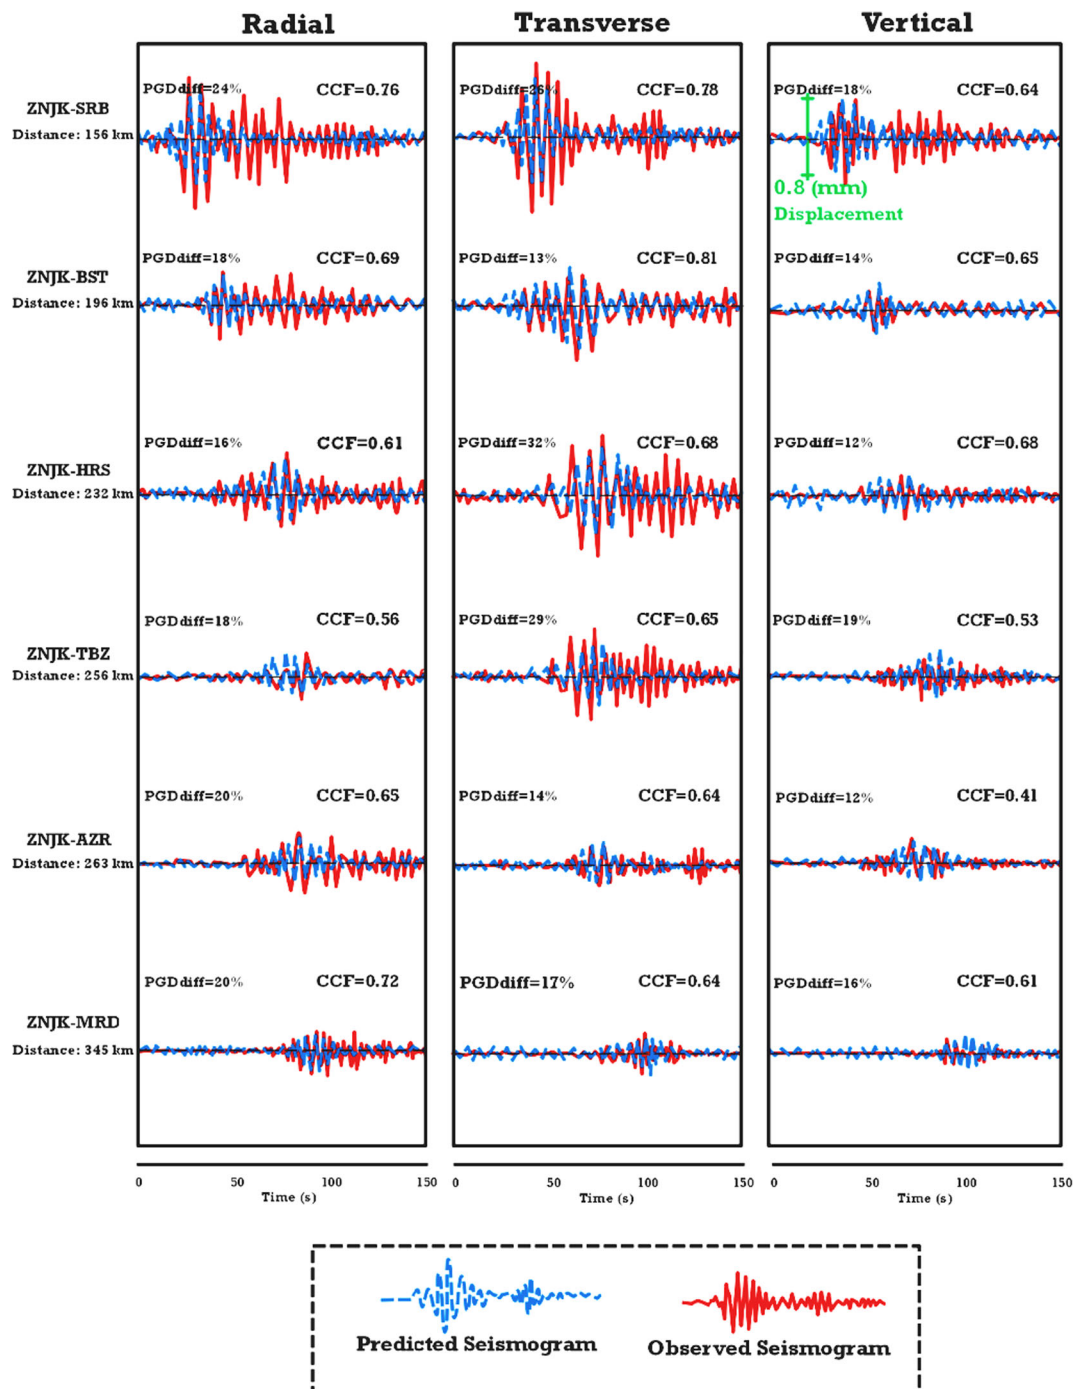 Radial Transverse Vertical
ZNJK-SRB
Distance: 156 km
PGDdiff=24% CCF=0.76
PGDdiff=26% CCF=0.78
PGDdiff=18% CCF=0.64
0.8 (mm)
Displacement
ZNJK-BST
Distance: 196 km
PGDdiff=18% CCF=0.69
PGDdiff=13% CCF=0.81
PGDdiff=14% CCF=0.65
ZNJK-HRS
Distance: 232 km
PGDdiff=16% CCF=0.61
PGDdiff=32% CCF=0.68
PGDdiff=12% CCF=0.68
ZNJK-TBZ
Distance: 256 km
PGDdiff=18% CCF=0.56
PGDdiff=29% CCF=0.65
PGDdiff=19% CCF=0.53
ZNJK-AZR
Distance: 263 km
PGDdiff=20% CCF=0.65
PGDdiff=14% CCF=0.64
PGDdiff=12% CCF=0.41
ZNJK-MRD
Distance: 345 km
PGDdiff=20% CCF=0.72
PGDdiff=17% CCF=0.64
PGDdiff=16% CCF=0.61
0 50 100 150
Time (s)
0 50 100 150
Time (s)
0 50 100 150
Time (s)
Predicted Seismogram
Observed Seismogram